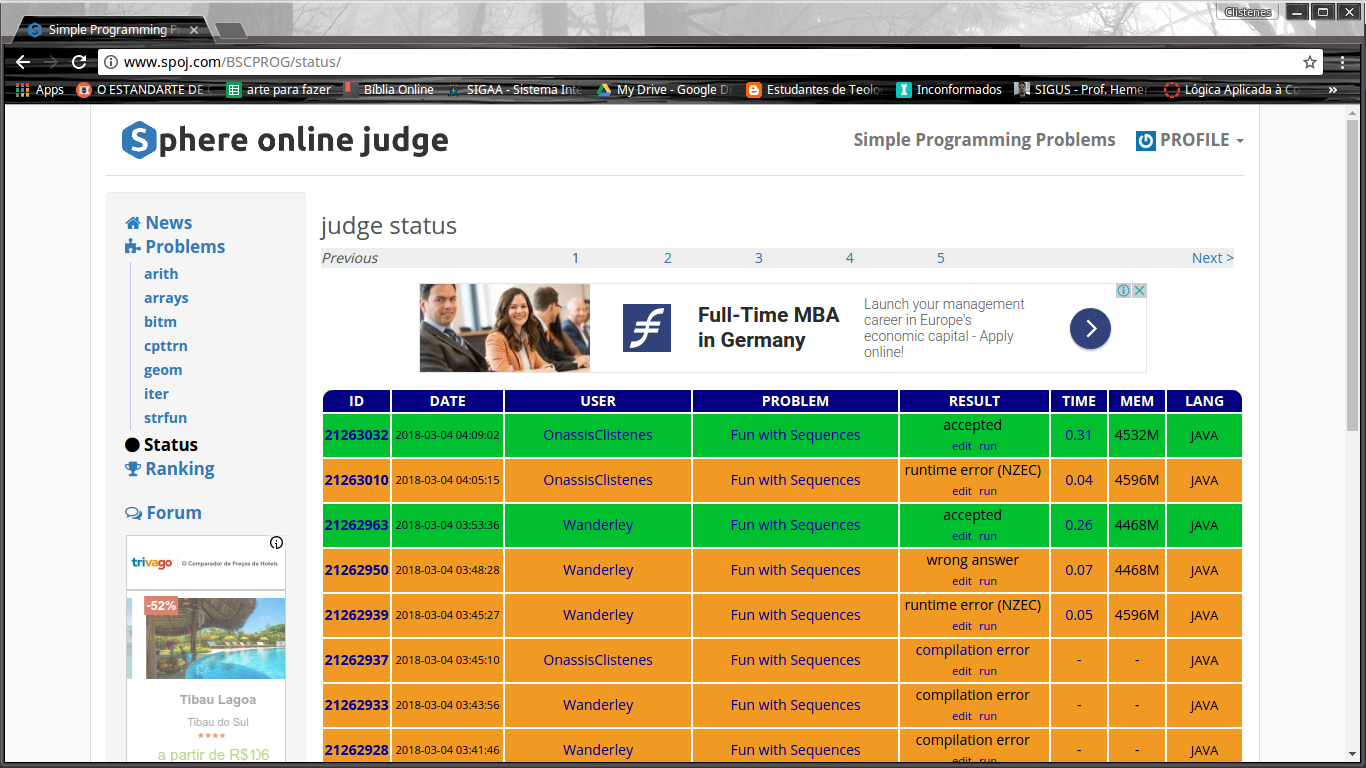 Clistenes
Simple Programming P
www.spoj.com/BSCPROG/status/
Apps O ESTANDARTE DE arte para fazer Bíblia Online SIGAA - Sistema Int My Drive - Google D Estudantes de Teolo Inconformados SIGUS - Prof. Hemer Lógica Aplicada à Co »
Sphere online judge
Simple Programming Problems PROFILE
News
Problems
arith
arrays
bitm
cpttrn
geom
iter
strfun
Status
Ranking
Forum
trivago O Comparador de Preços de Hotéis
-52%
Tibau Lagoa
Tibau do Sul
a partir de
judge status
Previous 1 2 3 4 5 Next >
Full-Time MBA
in Germany
Launch your management
career in Europe's
economic capital - Apply
online!
ID DATE USER PROBLEM RESULT TIME MEM LANG
21263032 2018-03-04 04:09:02 OnassisClistenes Fun with Sequences accepted 0.31 4532M JAVA
edit run
21263010 2018-03-04 04:05:15 OnassisClistenes Fun with Sequences runtime error (NZEC) 0.04 4596M JAVA
edit run
21262963 2018-03-04 03:53:36 Wanderley Fun with Sequences accepted 0.26 4468M JAVA
edit run
21262950 2018-03-04 03:48:28 Wanderley Fun with Sequences wrong answer 0.07 4468M JAVA
edit run
21262939 2018-03-04 03:45:27 Wanderley Fun with Sequences runtime error (NZEC) 0.05 4596M JAVA
edit run
21262937 2018-03-04 03:45:10 OnassisClistenes Fun with Sequences compilation error - - JAVA
edit run
21262933 2018-03-04 03:43:56 Wanderley Fun with Sequences compilation error - - JAVA
edit run
21262928 2018-03-04 03:41:46 Wanderley Fun with Sequences compilation error - - JAVA
edit run